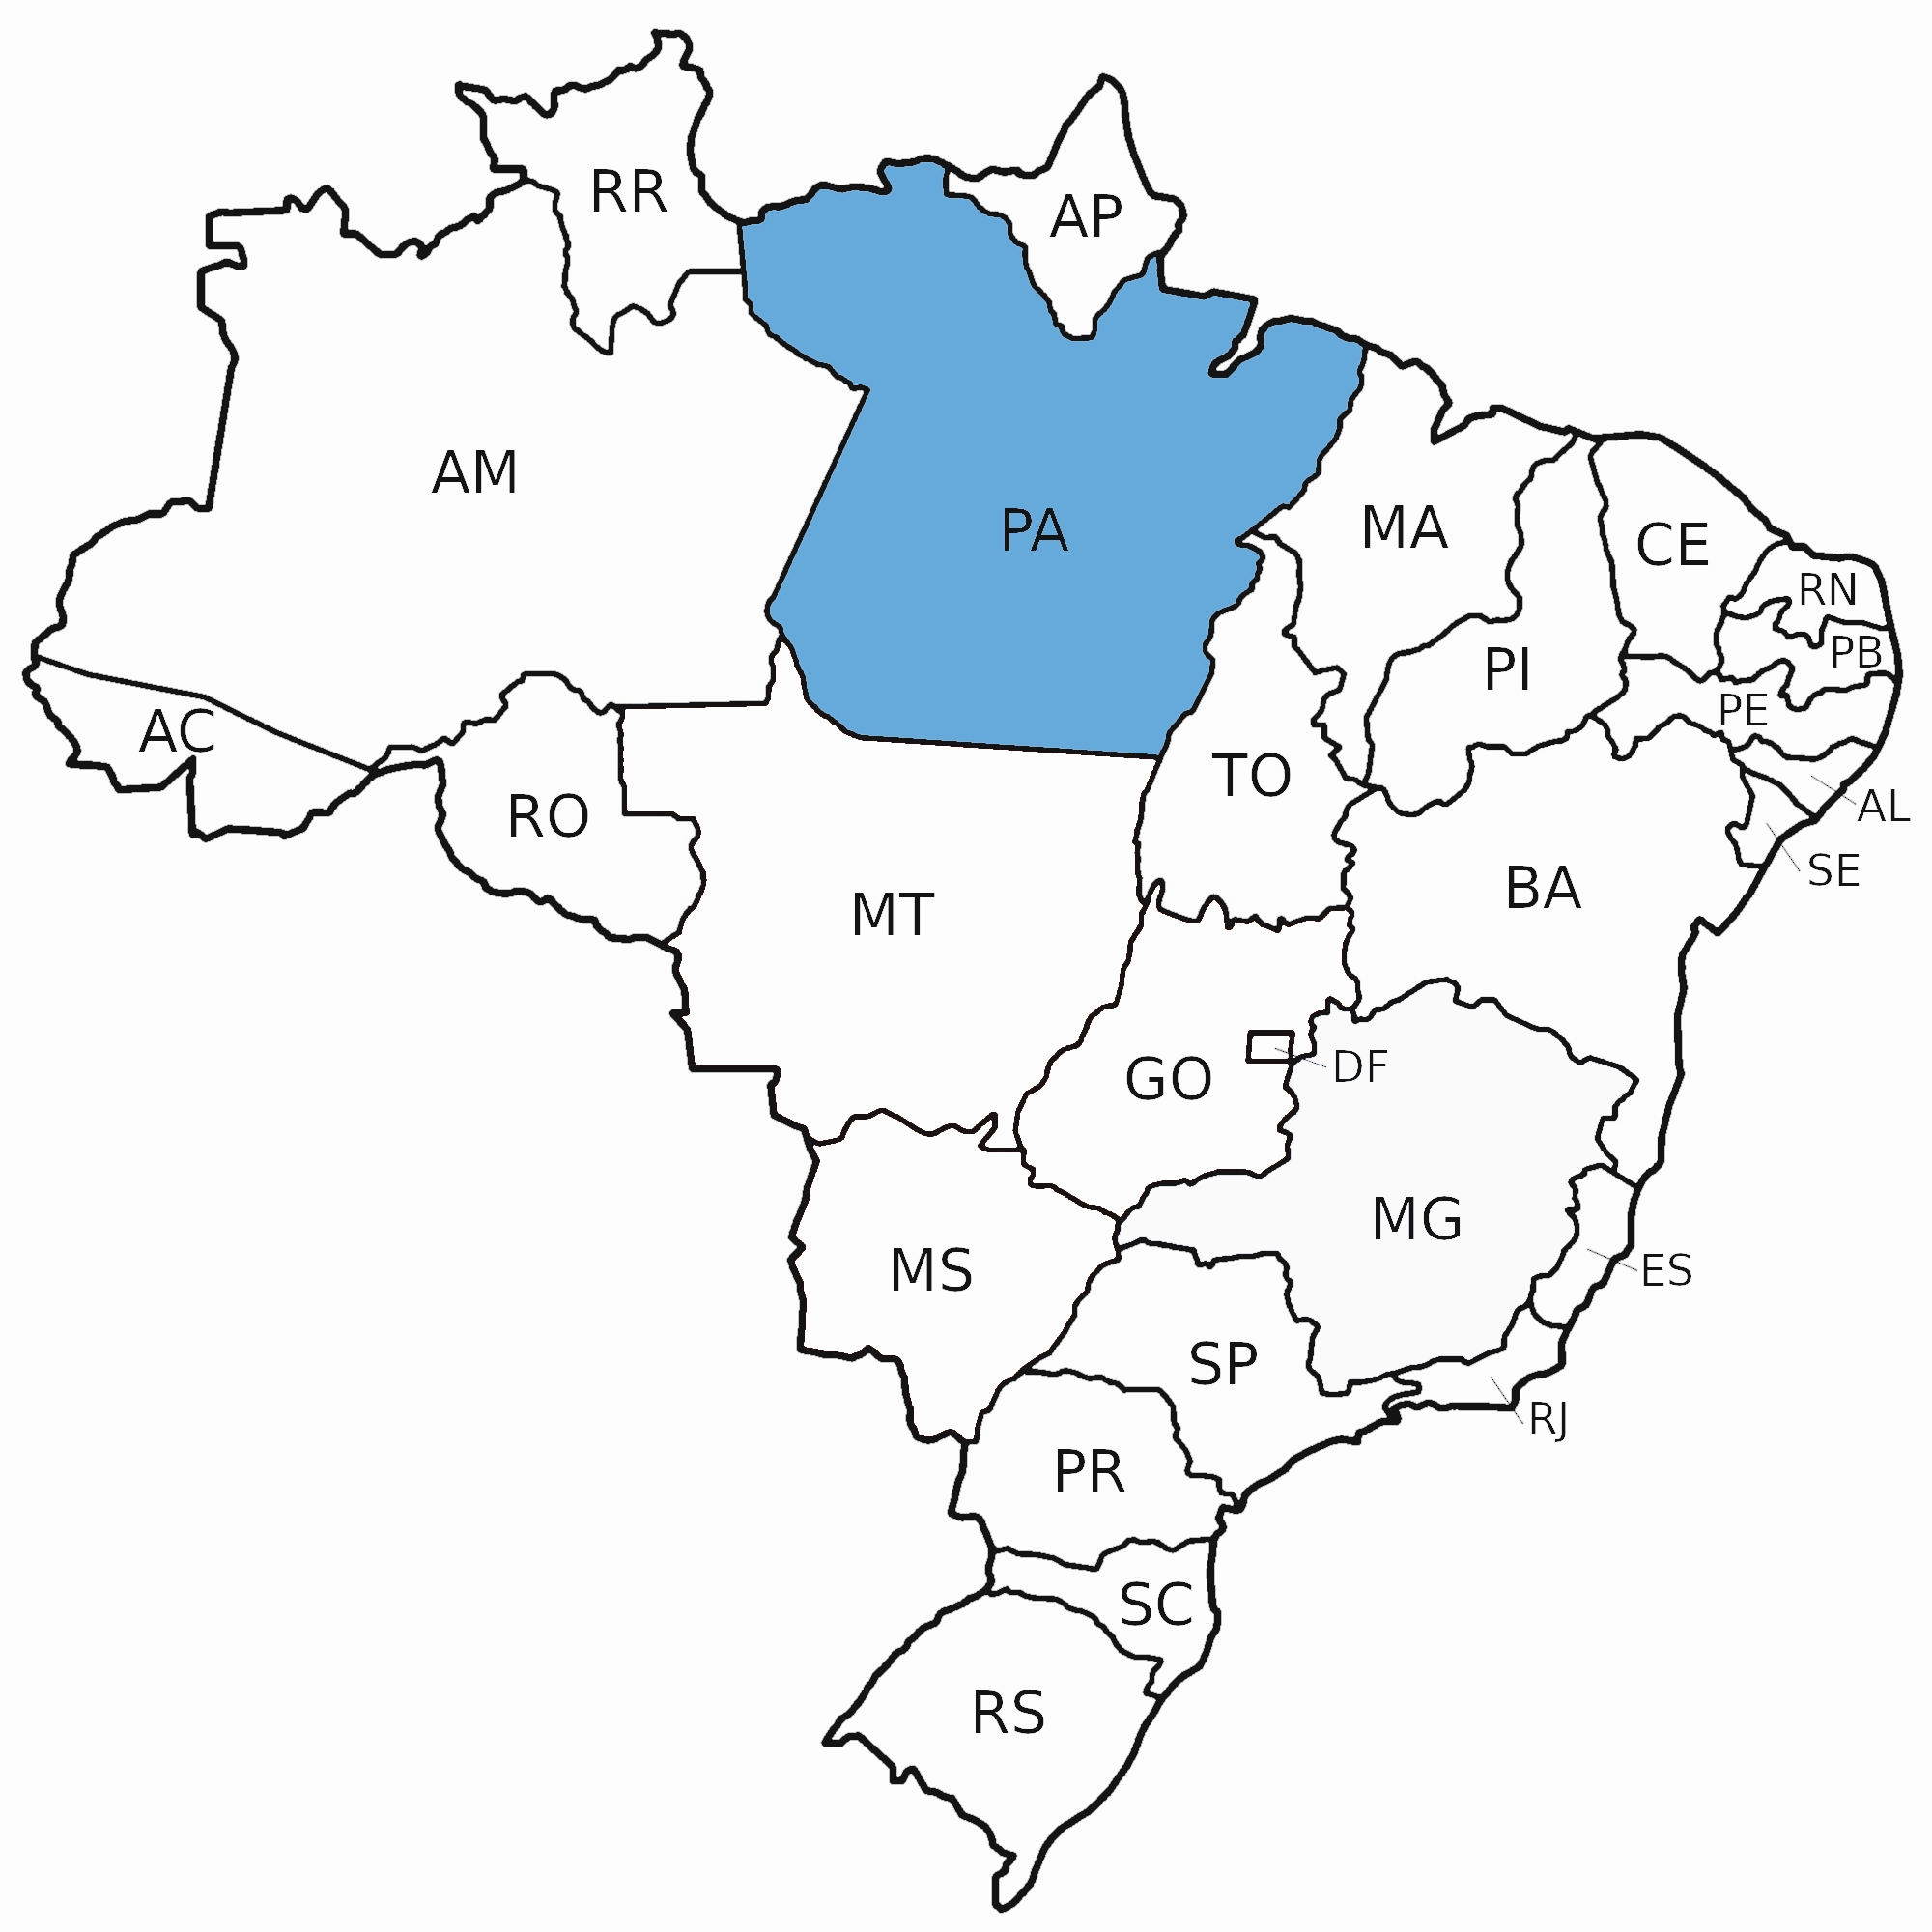 RR
AP
AM
PA
MA
CE
RN
PB
PI
PE
AC
TO
AL
RO
SE
BA
MT
DF
GO
MG
MS
ES
SP
RJ
PR
SC
RS